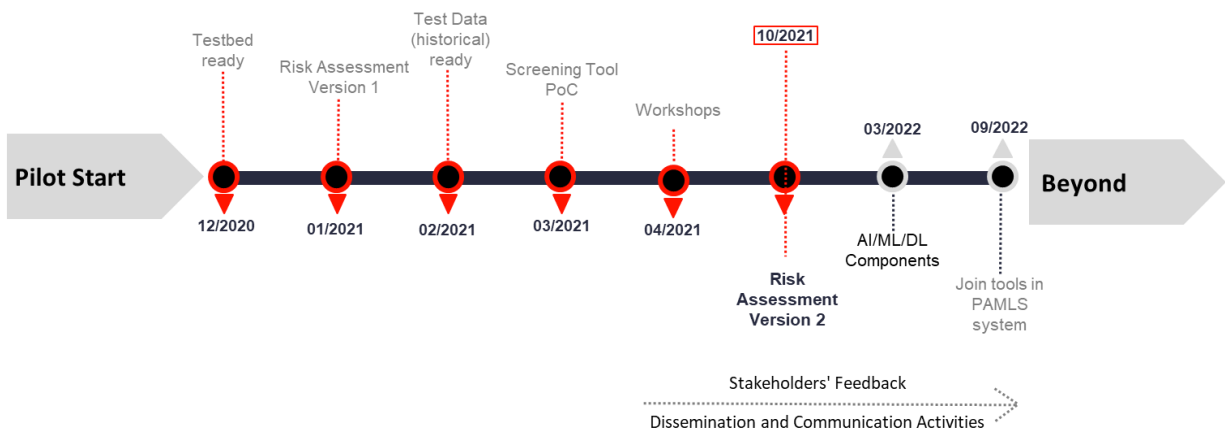 Testbed
ready
Risk Assessment
Version 1
Test Data
(historical)
ready
Screening Tool
PoC
Workshops
10/2021
03/2022
09/2022
Pilot Start
Beyond
12/2020
01/2021
02/2021
03/2021
04/2021
Risk
Assessment
Version 2
AI/ML/DL
Components
Join tools in
PAMLS
system
Stakeholders' Feedback
Dissemination and Communication Activities